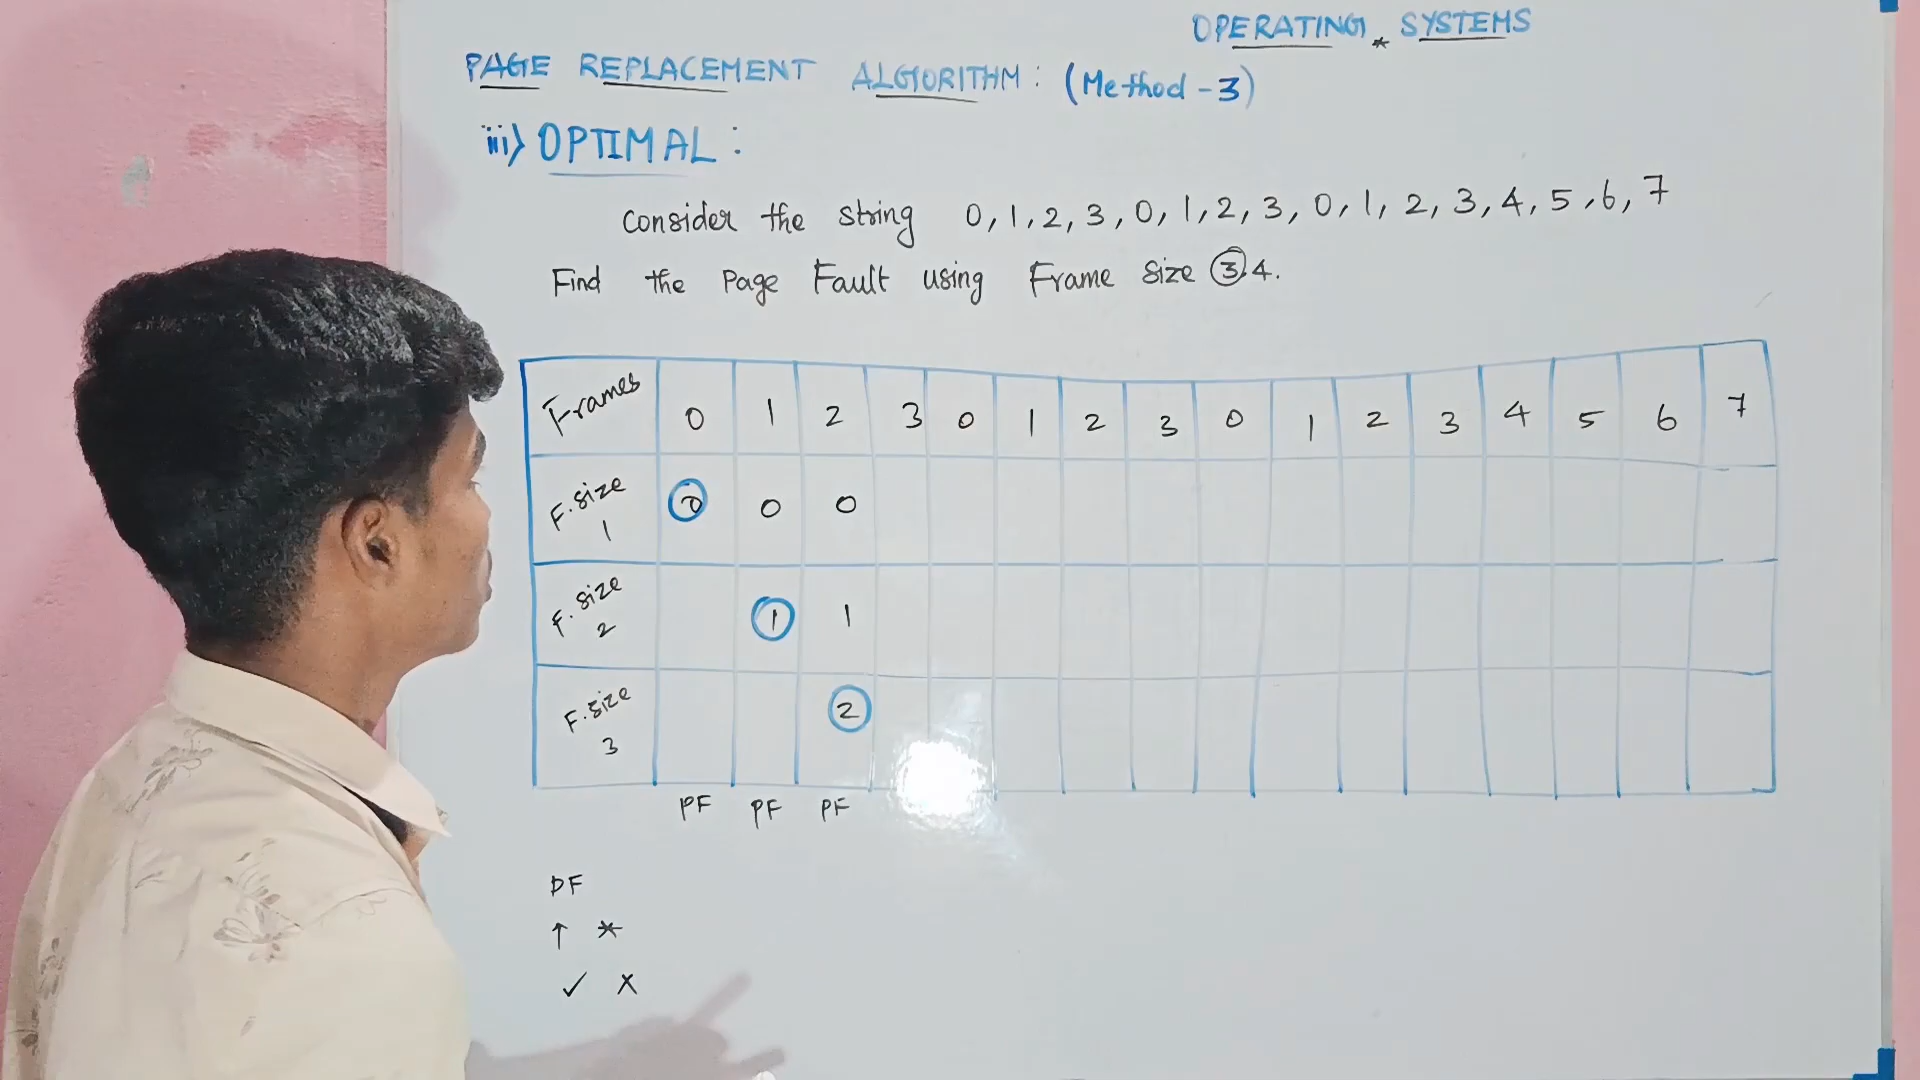 OPERATING * SYSTEMS
PAGE REPLACEMENT ALGORITHM: (Method-3)
iii) OPTIMAL:
Consider the string 0,1,2,3,0,1,2,3,0,1,2,3,4,5,6,7
Find the Page Fault using Frame Size 3,4.
Frames 0 1 2 3 0 1 2 3 0 1 2 3 4 5 6 7
F.size 1 0 0 0
F.size 2 1 1
F.size 3 2
PF PF PF
PF
↑ *
✓ X